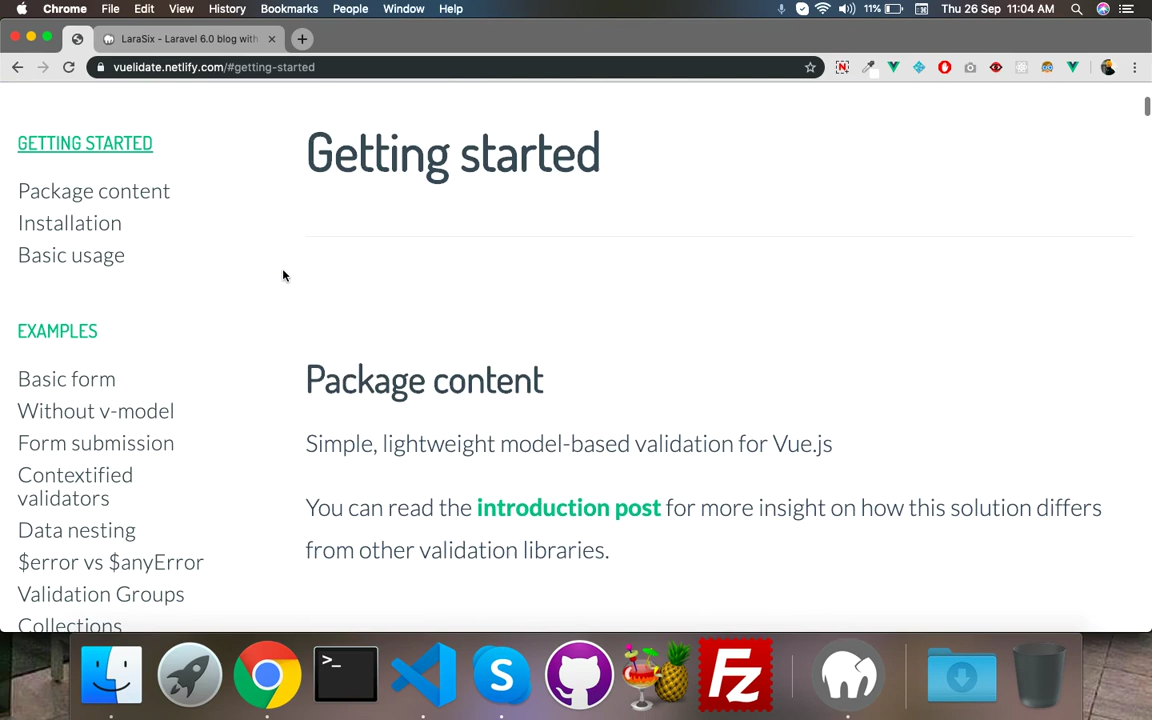 Chrome File Edit View History Bookmarks People Window Help 11% Thu 26 Sep 11:04 AM
LaraSix - Laravel 6.0 blog with
vuelidate.netlify.com/#getting-started
GETTING STARTED
Package content
Installation
Basic usage
EXAMPLES
Basic form
Without v-model
Form submission
Contextified
validators
Data nesting
$error vs $anyError
Validation Groups
Collections
Getting started
Package content
Simple, lightweight model-based validation for Vue.js
You can read the introduction post for more insight on how this solution differs
from other validation libraries.